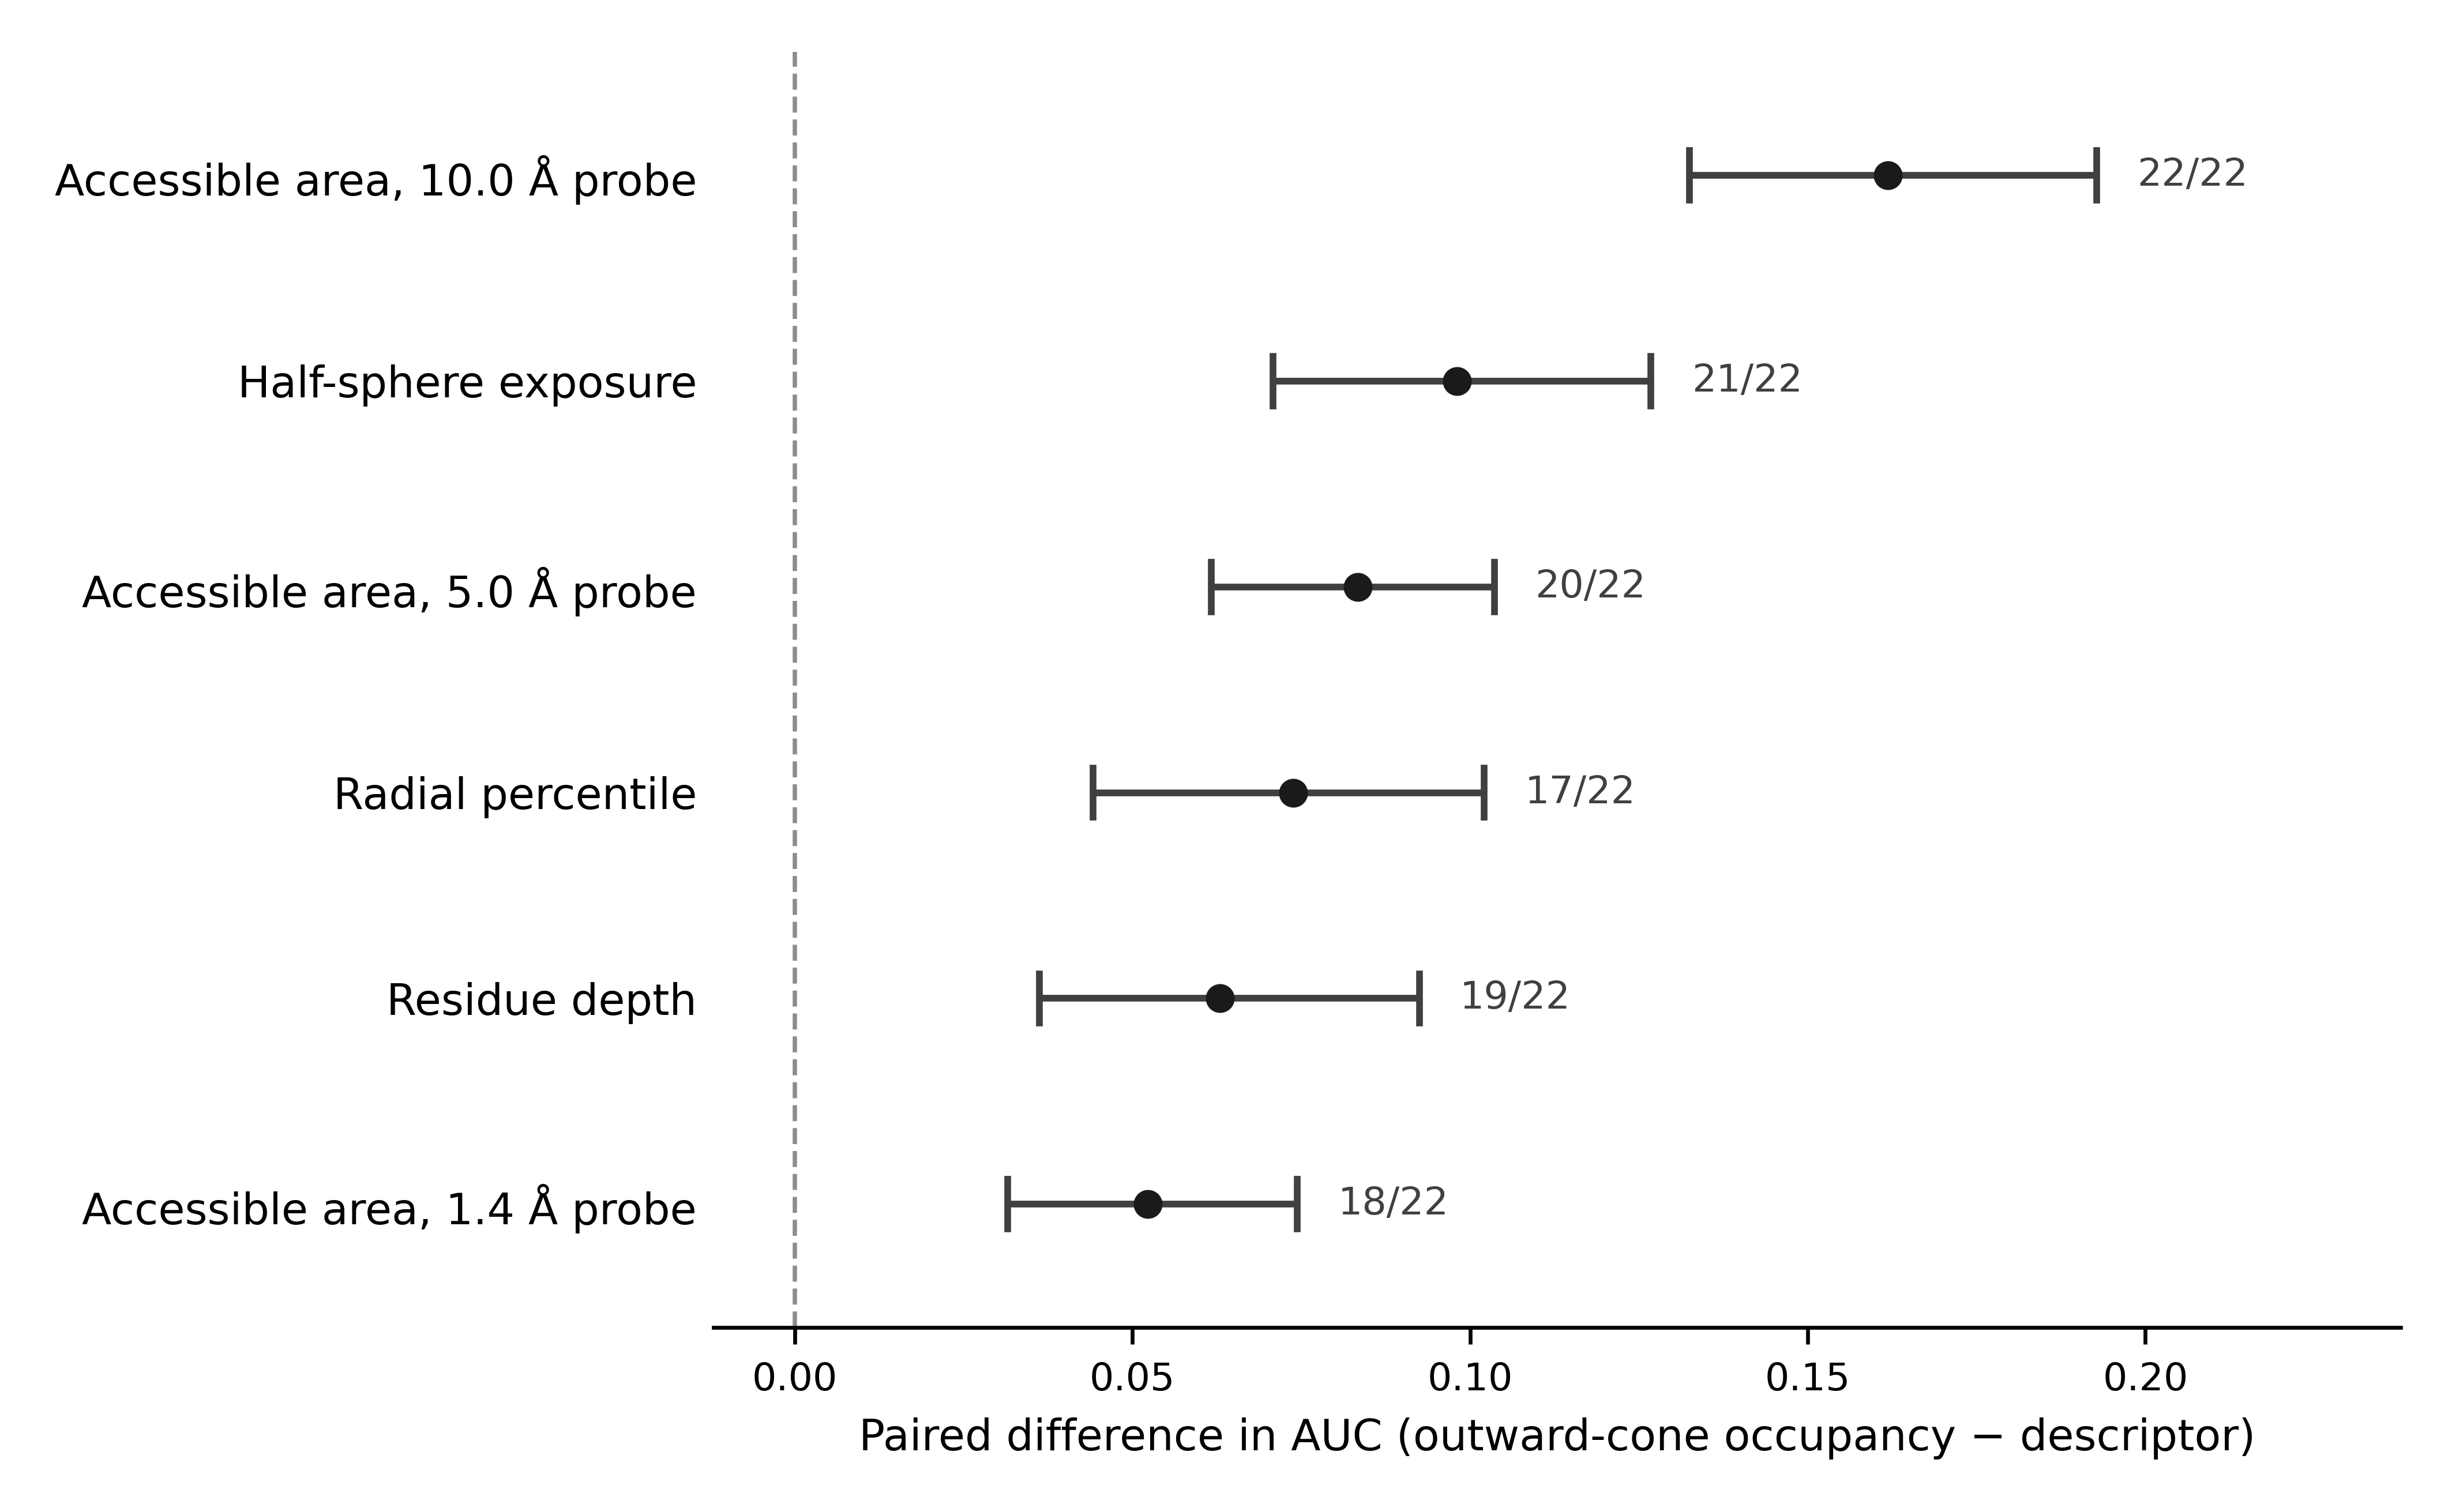 Accessible area, 10.0 Å probe 22/22
Half-sphere exposure 21/22
Accessible area, 5.0 Å probe 20/22
Radial percentile 17/22
Residue depth 19/22
Accessible area, 1.4 Å probe 18/22
0.00 0.05 0.10 0.15 0.20
Paired difference in AUC (outward-cone occupancy − descriptor)